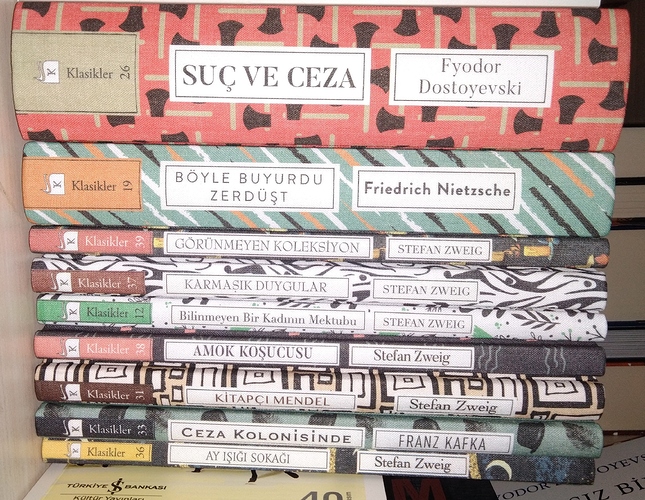 K Klasikler 26
SUÇ VE CEZA
Fyodor
Dostoyevski
K Klasikler 19
BÖYLE BUYURDU
ZERDÜŞT
Friedrich Nietzsche
K Klasikler 39
GÖRÜNMEYEN KOLEKSİYON
STEFAN ZWEIG
K Klasikler 37
KARMAŞIK DUYGULAR
STEFAN ZWEIG
K Klasikler 12
Bilinmeyen Bir Kadının Mektubu
STEFAN ZWEIG
K Klasikler 38
AMOK KOŞUCUSU
Stefan Zweig
K Klasikler 31
KİTAPÇI MENDEL
Stefan Zweig
K Klasikler 33
CEZA KOLONİSİNDE
FRANZ KAFKA
K Klasikler 36
AY IŞIĞI SOKAĞI
Stefan Zweig
TÜRKİYE İŞ BANKASI
Kültür Yayınları